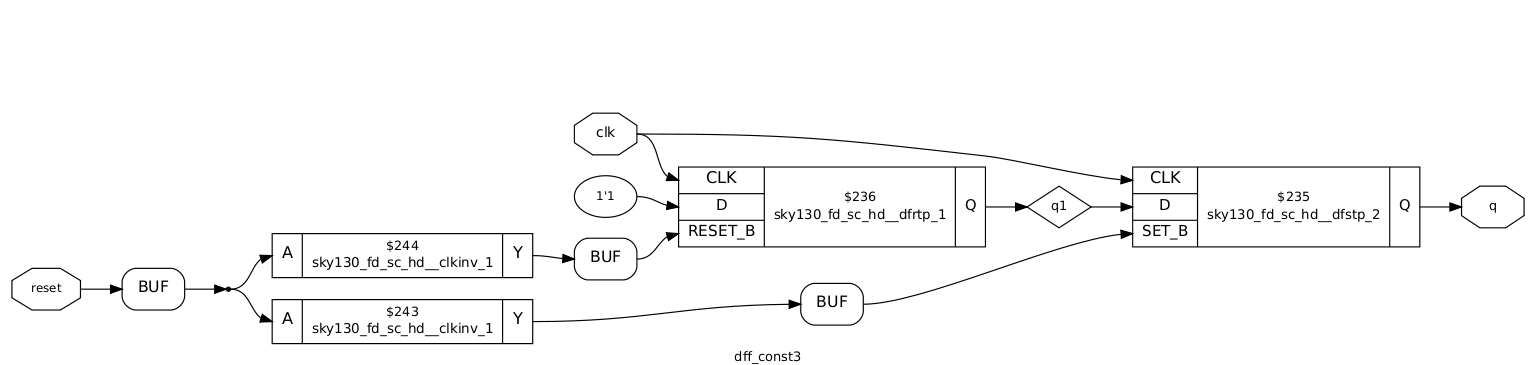 clk
CLK
D
RESET_B
$236
sky130_fd_sc_hd__dfrtp_1
Q
1'1
q1
CLK
D
SET_B
$235
sky130_fd_sc_hd__dfstp_2
Q
q
reset
BUF
A
$244
sky130_fd_sc_hd__clkinv_1
Y
BUF
A
$243
sky130_fd_sc_hd__clkinv_1
Y
BUF
dff_const3